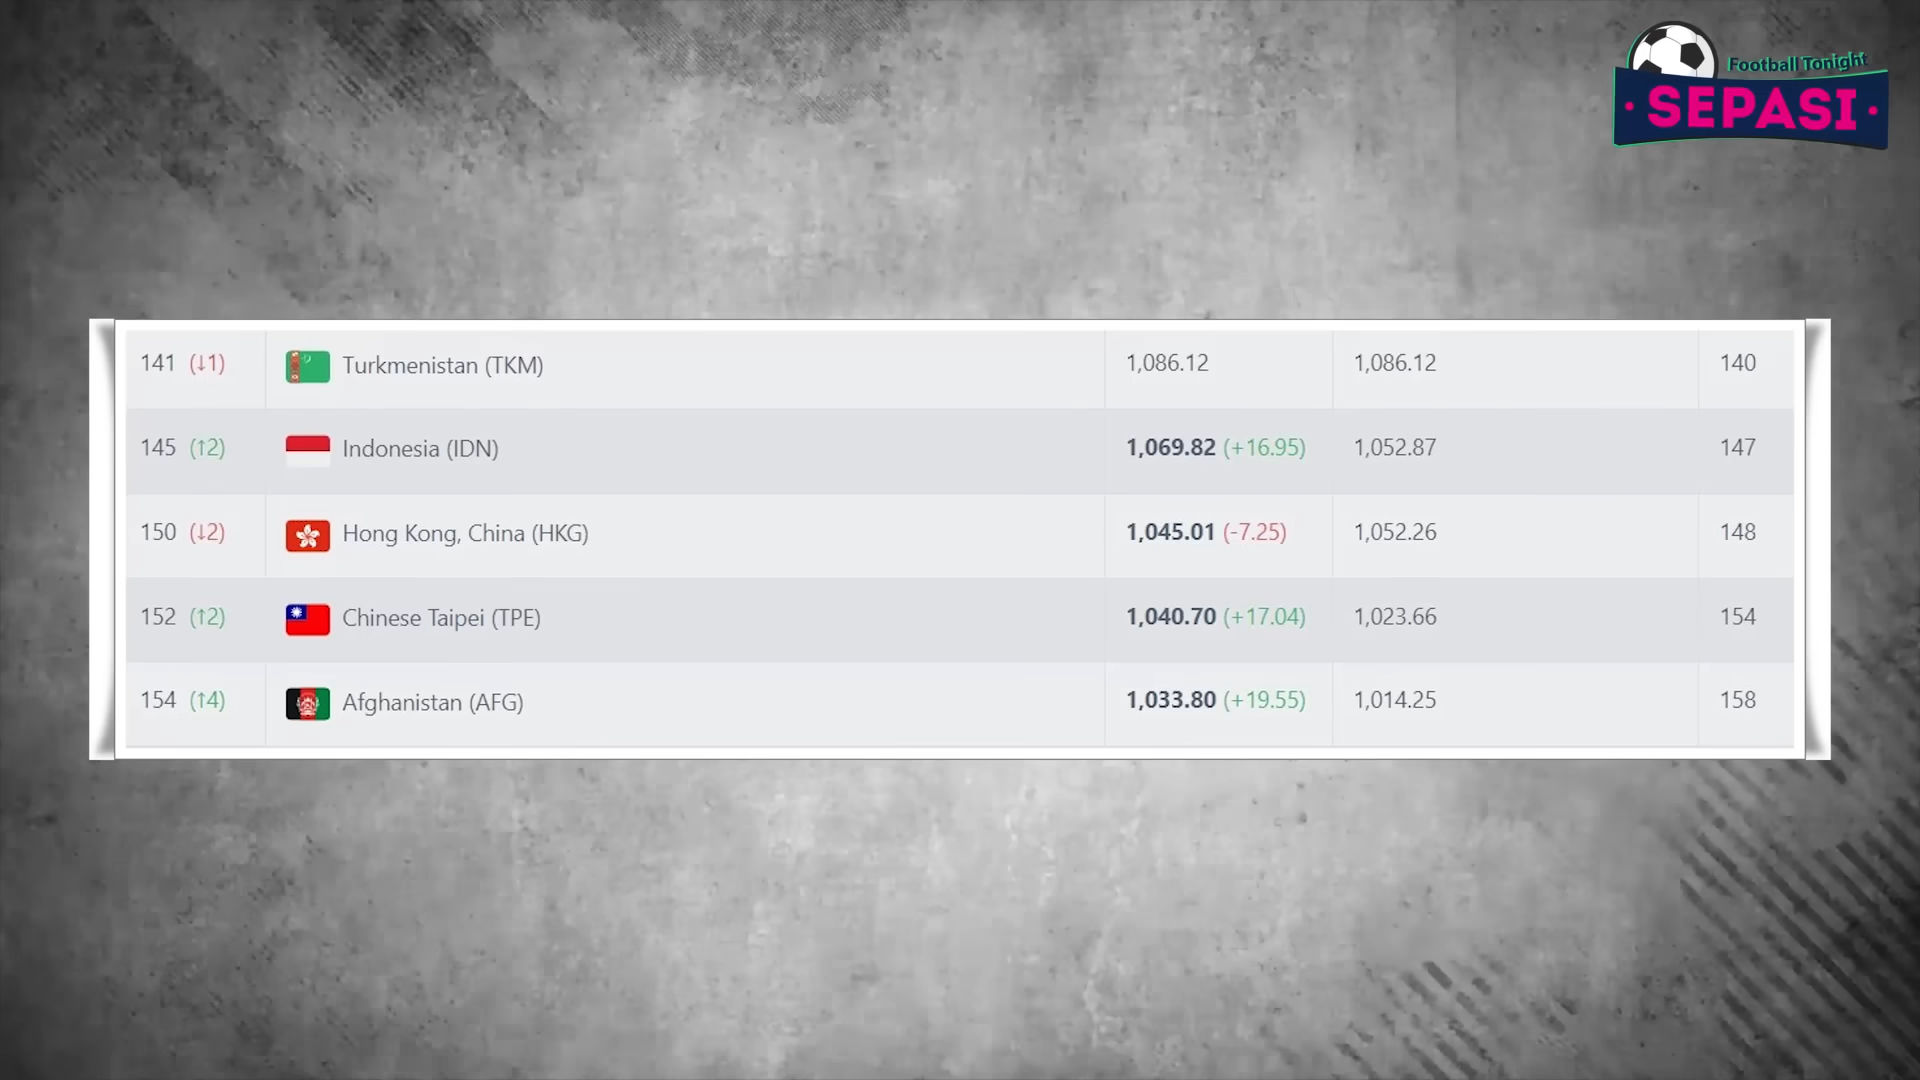 Football Tonight
SEPASI
141 (↓1) Turkmenistan (TKM) 1,086.12 1,086.12 140
145 (↑2) Indonesia (IDN) 1,069.82 (+16.95) 1,052.87 147
150 (↓2) Hong Kong, China (HKG) 1,045.01 (-7.25) 1,052.26 148
152 (↑2) Chinese Taipei (TPE) 1,040.70 (+17.04) 1,023.66 154
154 (↑4) Afghanistan (AFG) 1,033.80 (+19.55) 1,014.25 158